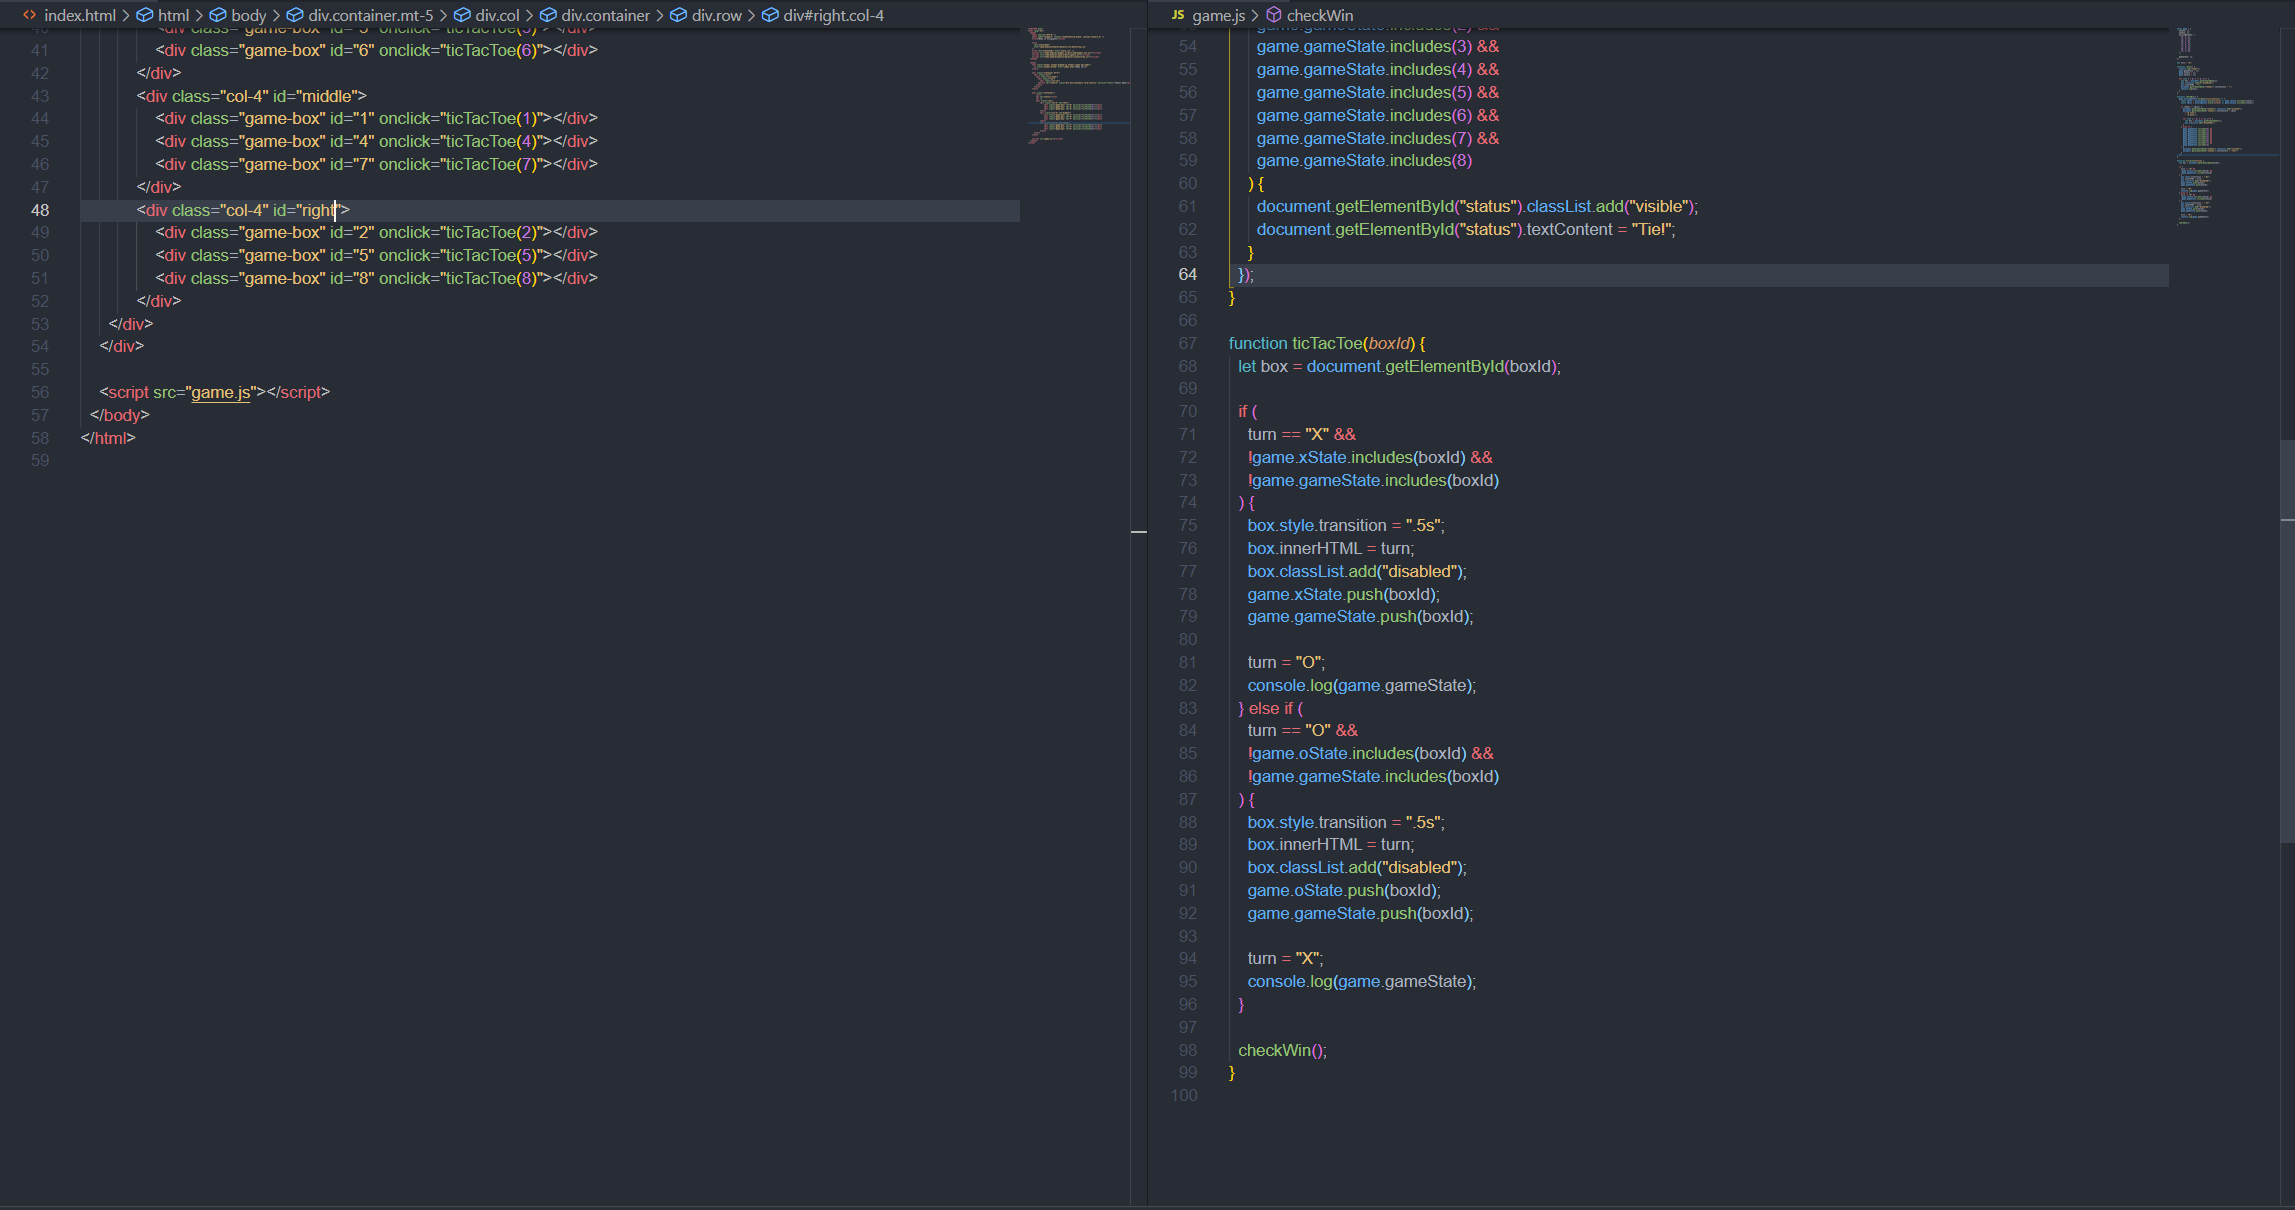 index.html > html > body > div.container.mt-5 > div.col > div.container > div.row > div#right.col-4
41 <div class="game-box" id="6" onclick="ticTacToe(6)"></div>
42 </div>
43 <div class="col-4" id="middle">
44 <div class="game-box" id="1" onclick="ticTacToe(1)"></div>
45 <div class="game-box" id="4" onclick="ticTacToe(4)"></div>
46 <div class="game-box" id="7" onclick="ticTacToe(7)"></div>
47 </div>
48 <div class="col-4" id="right">
49 <div class="game-box" id="2" onclick="ticTacToe(2)"></div>
50 <div class="game-box" id="5" onclick="ticTacToe(5)"></div>
51 <div class="game-box" id="8" onclick="ticTacToe(8)"></div>
52 </div>
53 </div>
54 </div>
55
56 <script src="game.js"></script>
57 </body>
58 </html>
59
JS game.js > checkWin
54 game.gameState.includes(3) &&
55 game.gameState.includes(4) &&
56 game.gameState.includes(5) &&
57 game.gameState.includes(6) &&
58 game.gameState.includes(7) &&
59 game.gameState.includes(8)
60 ) {
61 document.getElementById("status").classList.add("visible");
62 document.getElementById("status").textContent = "Tie!";
63 }
64 });
65 }
66
67 function ticTacToe(boxId) {
68 let box = document.getElementById(boxId);
69
70 if (
71 turn == "X" &&
72 !game.xState.includes(boxId) &&
73 !game.gameState.includes(boxId)
74 ) {
75 box.style.transition = ".5s";
76 box.innerHTML = turn;
77 box.classList.add("disabled");
78 game.xState.push(boxId);
79 game.gameState.push(boxId);
80
81 turn = "O";
82 console.log(game.gameState);
83 } else if (
84 turn == "O" &&
85 !game.oState.includes(boxId) &&
86 !game.gameState.includes(boxId)
87 ) {
88 box.style.transition = ".5s";
89 box.innerHTML = turn;
90 box.classList.add("disabled");
91 game.oState.push(boxId);
92 game.gameState.push(boxId);
93
94 turn = "X";
95 console.log(game.gameState);
96 }
97
98 checkWin();
99 }
100